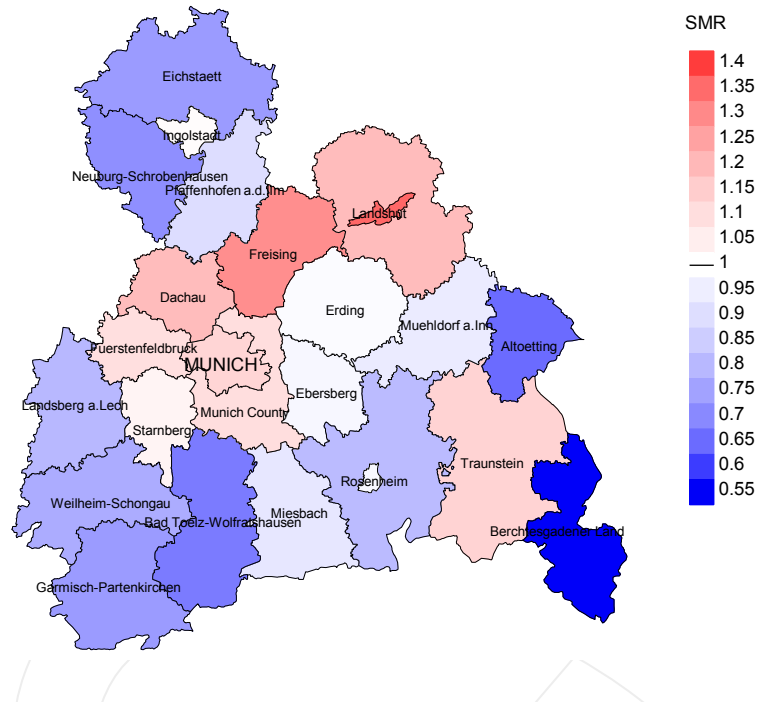 SMR
Eichstaett
1.4
1.35
1.3
Ingolstadt
1.25
Neuburg-Schrobenhausen
1.2
Pfaffenhofen a.d.Ilm
1.15
Landshut
1.1
1.05
Freising
1
Dachau
0.95
Erding
0.9
Muehldorf a.Inn
Fuerstenfeldbruck
0.85
Altoetting
MUNICH
0.8
0.75
Ebersberg
Landsberg a.Lech
Munich County
0.7
Starnberg
0.65
Traunstein
0.6
Rosenheim
0.55
Weilheim-Schongau
Miesbach
Bad Toelz-Wolfratshausen
Berchtesgadener Land
Garmisch-Partenkirchen